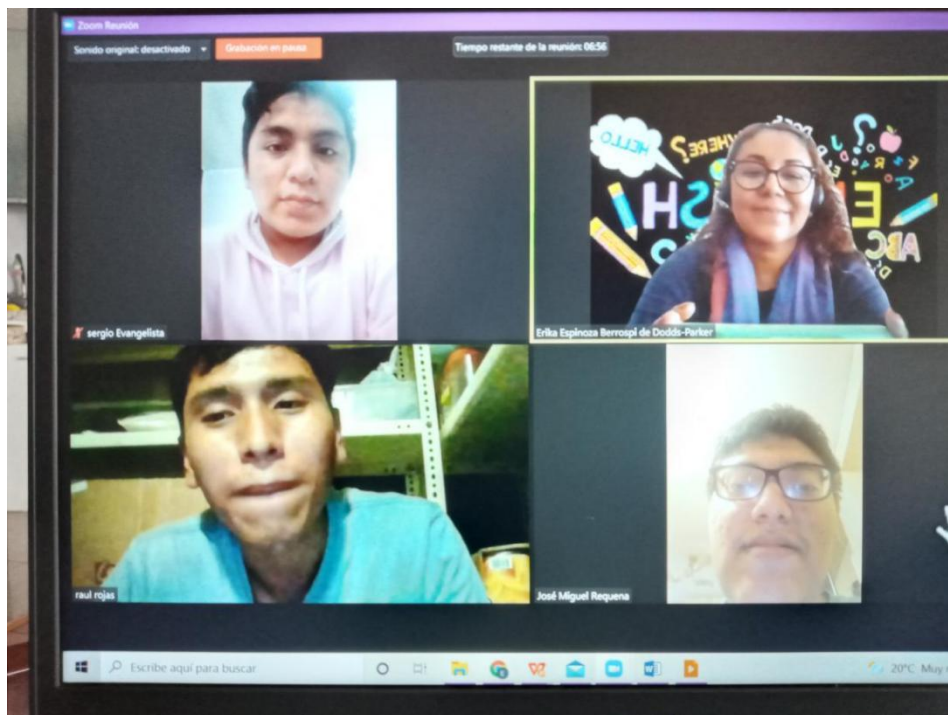 Zoom Reunión
Sonido original: desactivado
Grabación en pausa
Tiempo restante de la reunión: 06:56
HELLO
WHERE?
ABC
sergio Evangelista
Erika Espinoza Berrospi de Dodds-Parker
raul rojas
José Miguel Requena
Escribe aquí para buscar
20°C Muy